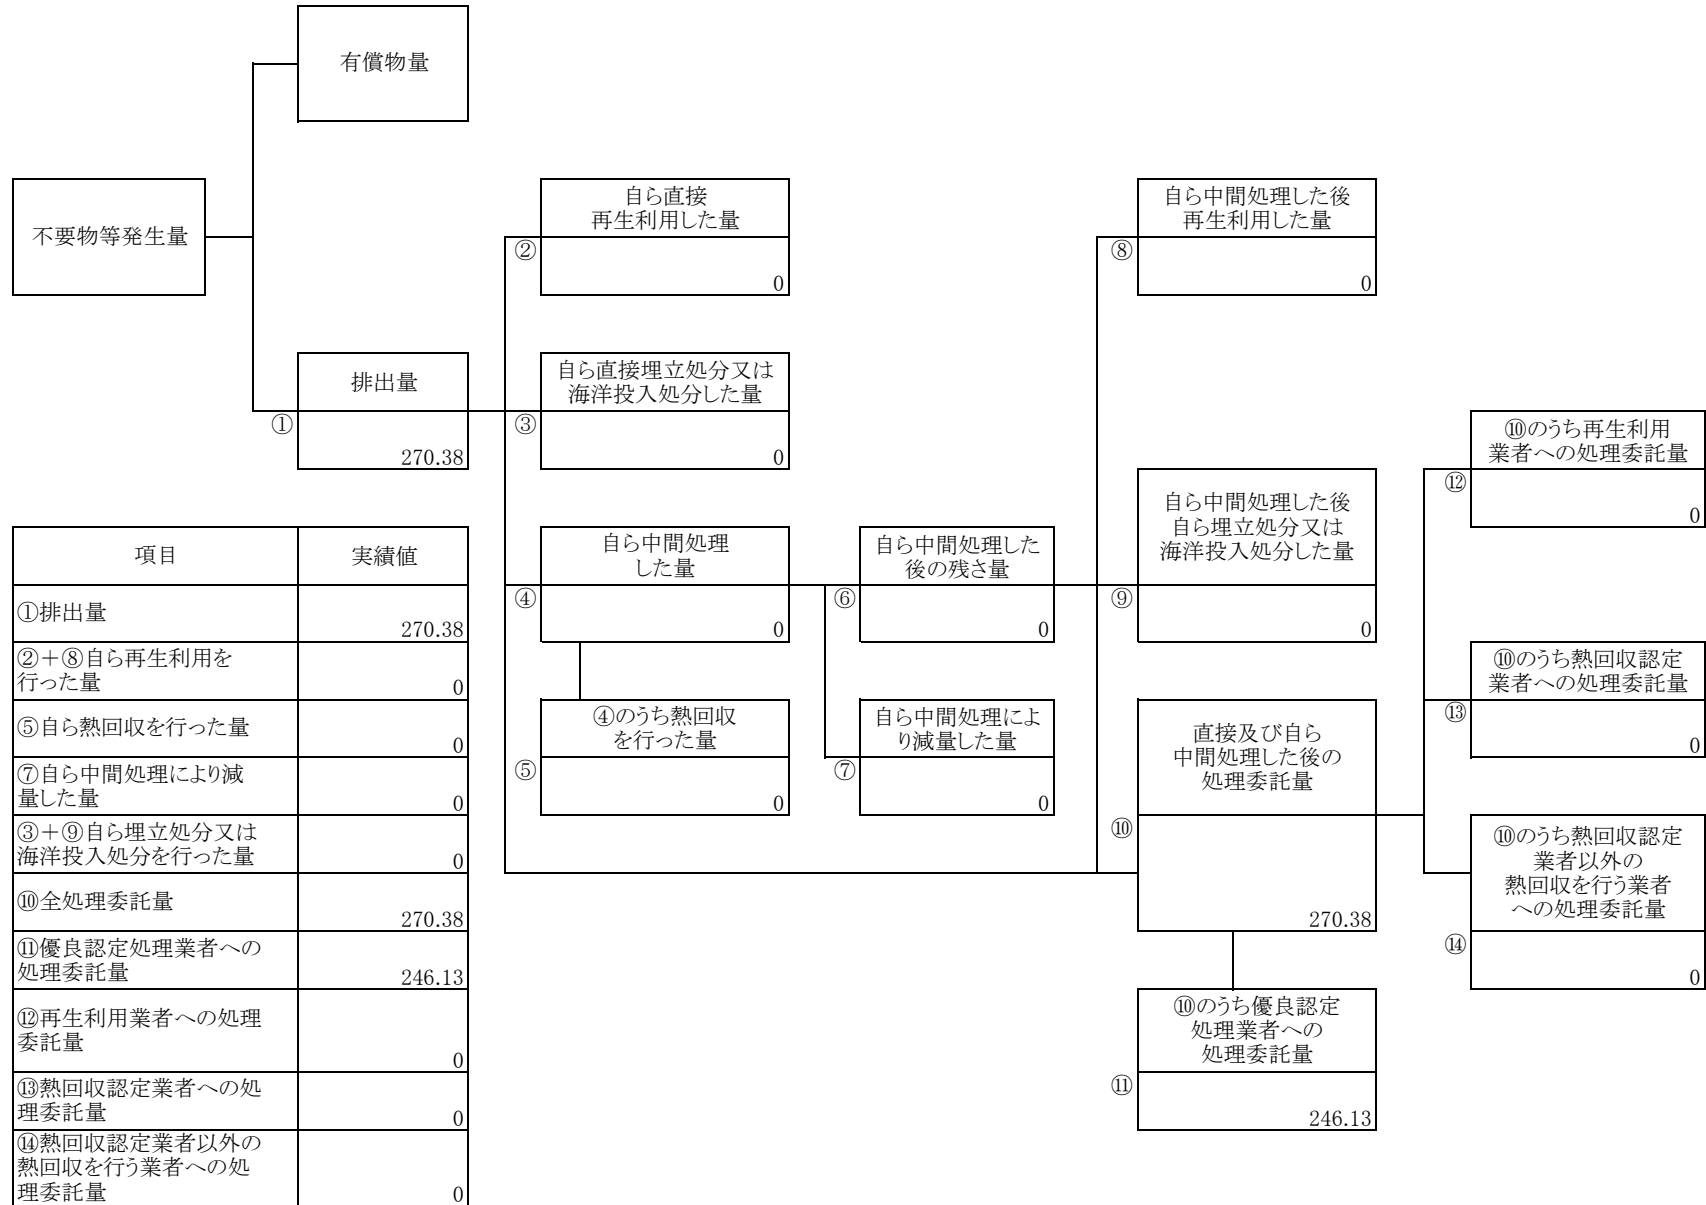 有償物量
不要物等発生量
自ら直接
再生利用した量
②
0
自ら中間処理した後
再生利用した量
⑧
0
排出量
①
270.38
自ら直接埋立処分又は
海洋投入処分した量
③
0
⑩のうち再生利用
業者への処理委託量
⑫
0
自ら中間処理
した量
④
0
自ら中間処理した
後の残さ量
⑥
0
自ら中間処理した後
自ら埋立処分又は
海洋投入処分した量
⑨
0
⑩のうち熱回収認定
業者への処理委託量
⑬
0
④のうち熱回収
を行った量
⑤
0
自ら中間処理によ
り減量した量
⑦
0
直接及び自ら
中間処理した後の
処理委託量
⑩
270.38
⑩のうち熱回収認定
業者以外の
熱回収を行う業者
への処理委託量
⑭
0
⑩のうち優良認定
処理業者への
処理委託量
⑪
246.13
項目 実績値
①排出量
270.38
②＋⑧自ら再生利用を
行った量
0
⑤自ら熱回収を行った量
0
⑦自ら中間処理により減
量した量
0
③＋⑨自ら埋立処分又は
海洋投入処分を行った量
0
⑩全処理委託量
270.38
⑪優良認定処理業者への
処理委託量
246.13
⑫再生利用業者への処理
委託量
0
⑬熱回収認定業者への処
理委託量
0
⑭熱回収認定業者以外の
熱回収を行う業者への処
理委託量
0